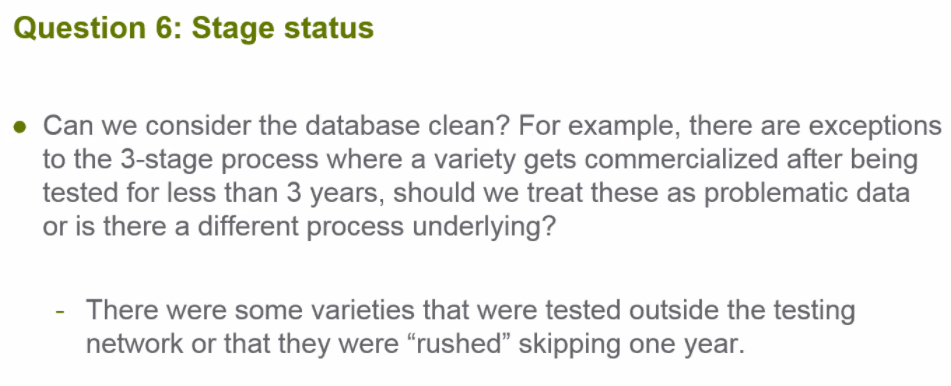 Question 6: Stage status
● Can we consider the database clean? For example, there are exceptions
to the 3-stage process where a variety gets commercialized after being
tested for less than 3 years, should we treat these as problematic data
or is there a different process underlying?
- There were some varieties that were tested outside the testing
network or that they were “rushed” skipping one year.